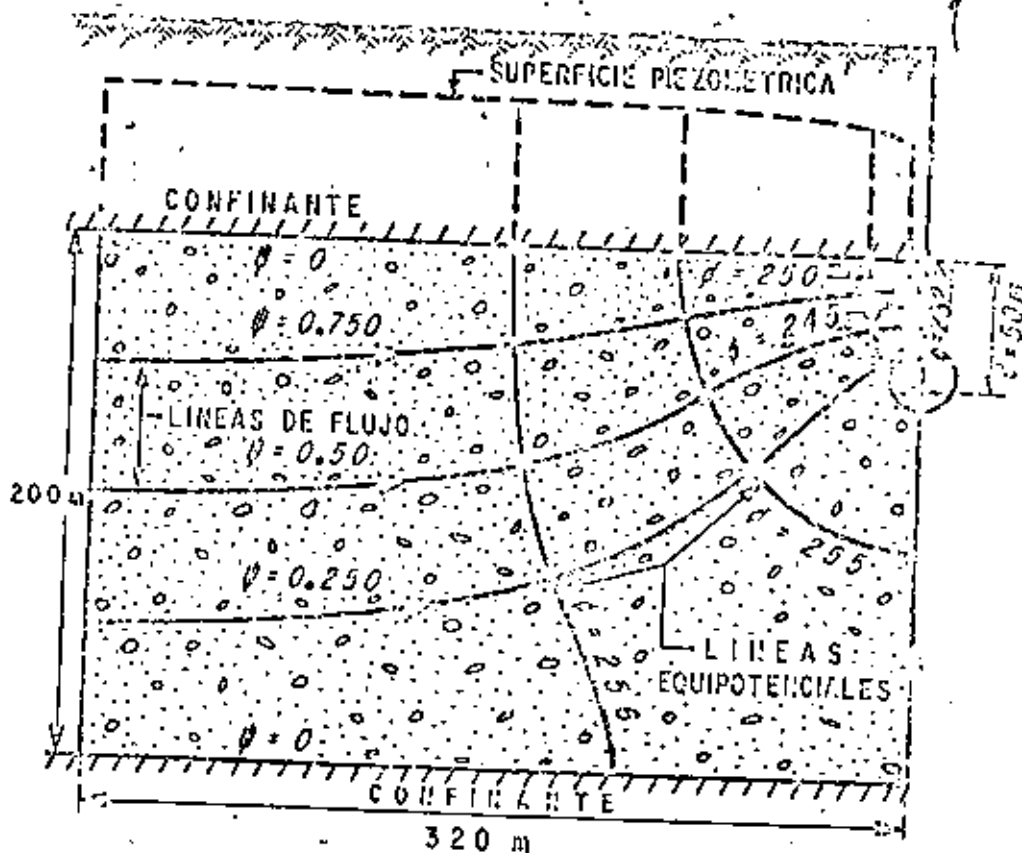 SUPERFICIE PIEZOMETRICA
CONFINANTE
ϕ = 0
ϕ = 250
ϕ = 0.750
ϕ = 245
LINEAS DE FLUJO
ϕ = 0.50
200
ϕ = 255
ϕ = 0.250
256
LINEAS
EQUIPOTENCIALES
ϕ = 0
CONFINANTE
320 m